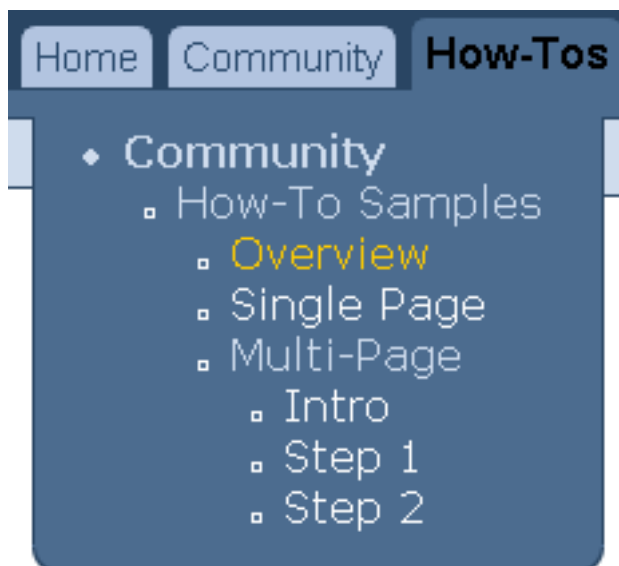 Home Community How-Tos
Community
How-To Samples
Overview
Single Page
Multi-Page
Intro
Step 1
Step 2